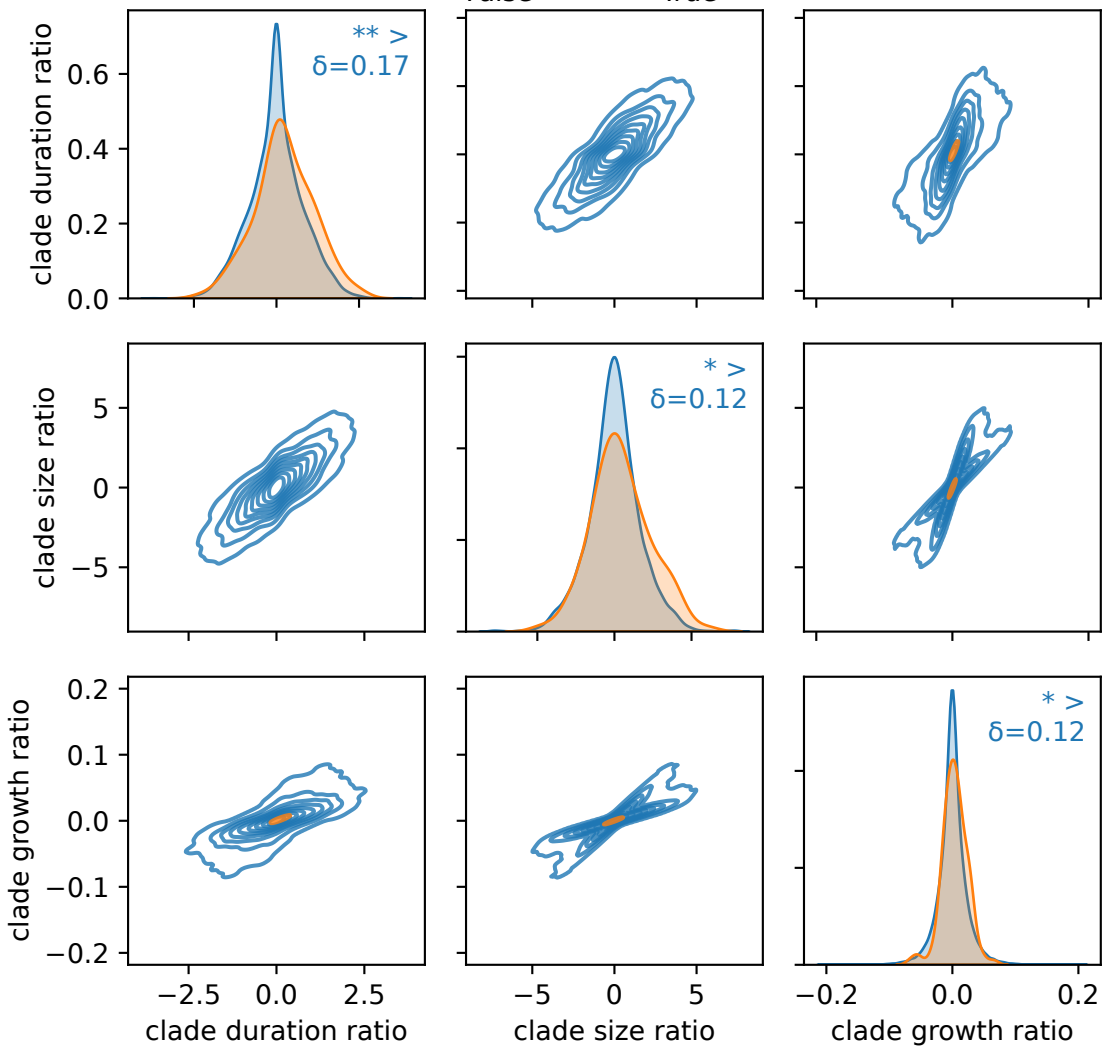 clade duration ratio
0.6
0.4
0.2
0.0
** >
δ=0.17
clade size ratio
5
0
−5
* >
δ=0.12
clade growth ratio
0.2
0.1
0.0
−0.1
−0.2
* >
δ=0.12
−2.5 0.0 2.5
−5 0 5
−0.2 0.0 0.2
clade duration ratio
clade size ratio
clade growth ratio